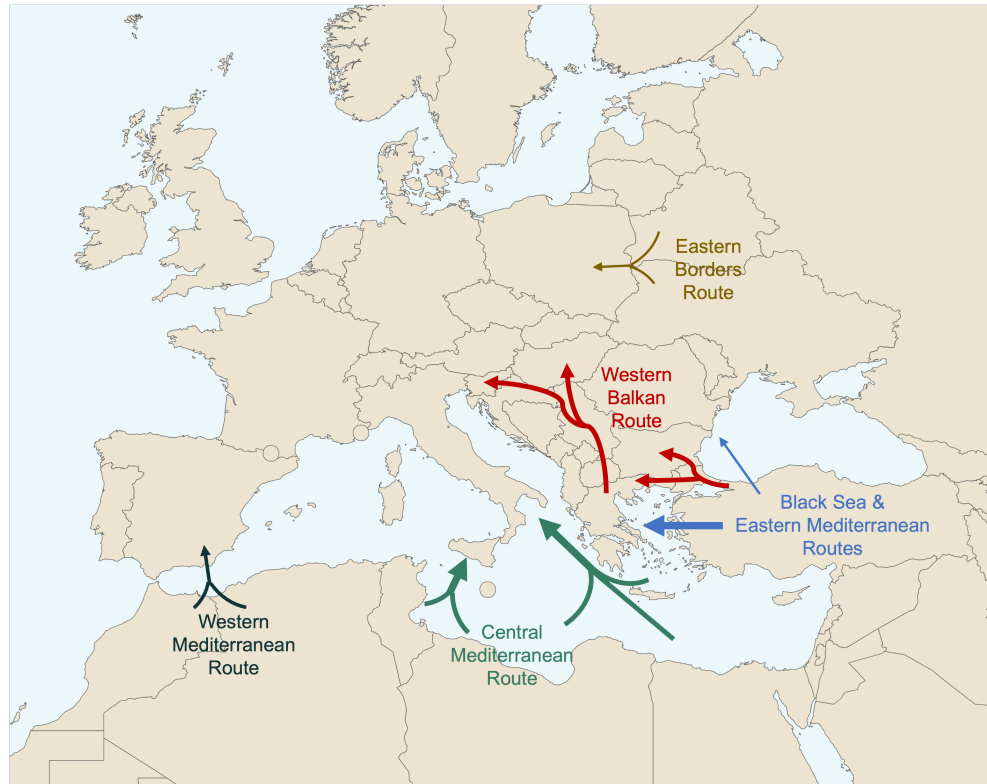 Eastern
Borders
Route
Western
Balkan
Route
Black Sea &
Eastern Mediterranean
Routes
Western
Mediterranean
Route
Central
Mediterranean
Route